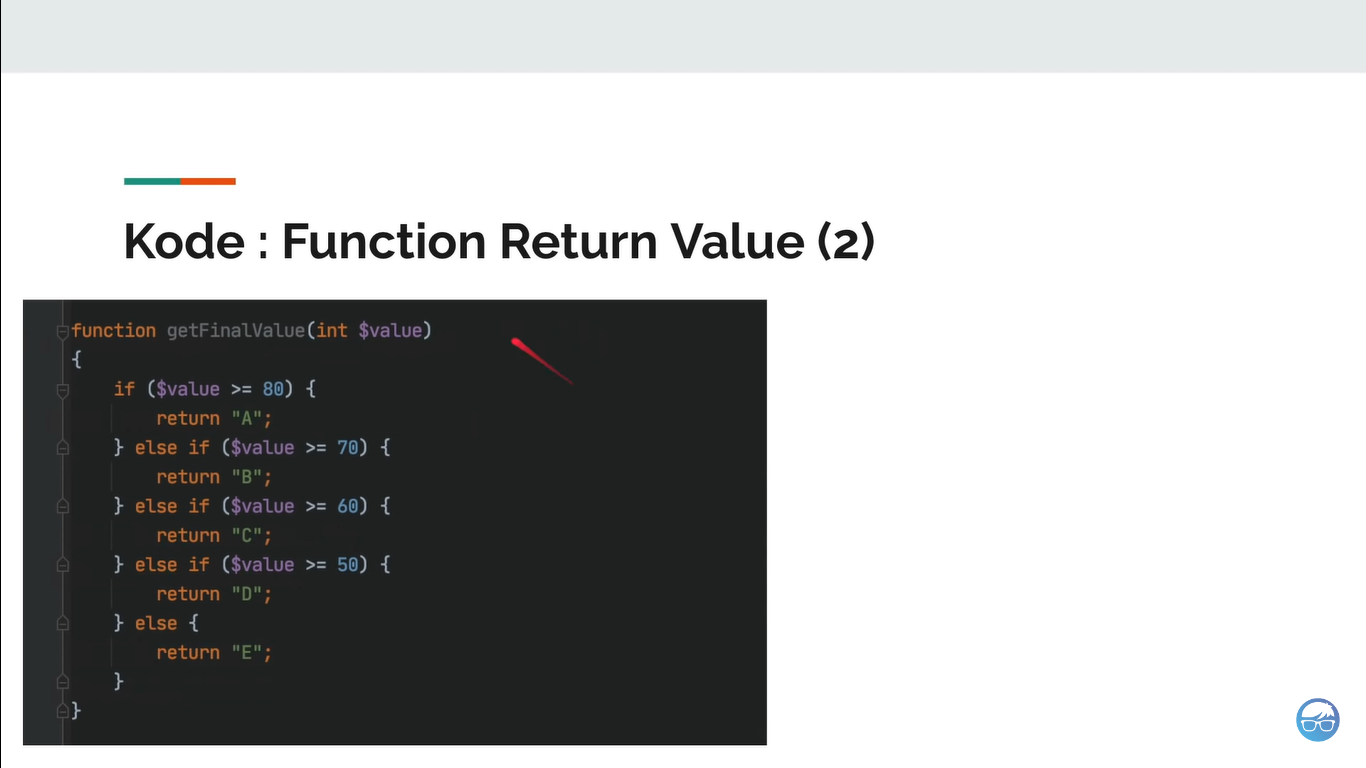 Kode : Function Return Value (2)
function getFinalValue(int $value)
{
    if ($value >= 80) {
        return "A";
    } else if ($value >= 70) {
        return "B";
    } else if ($value >= 60) {
        return "C";
    } else if ($value >= 50) {
        return "D";
    } else {
        return "E";
    }
}